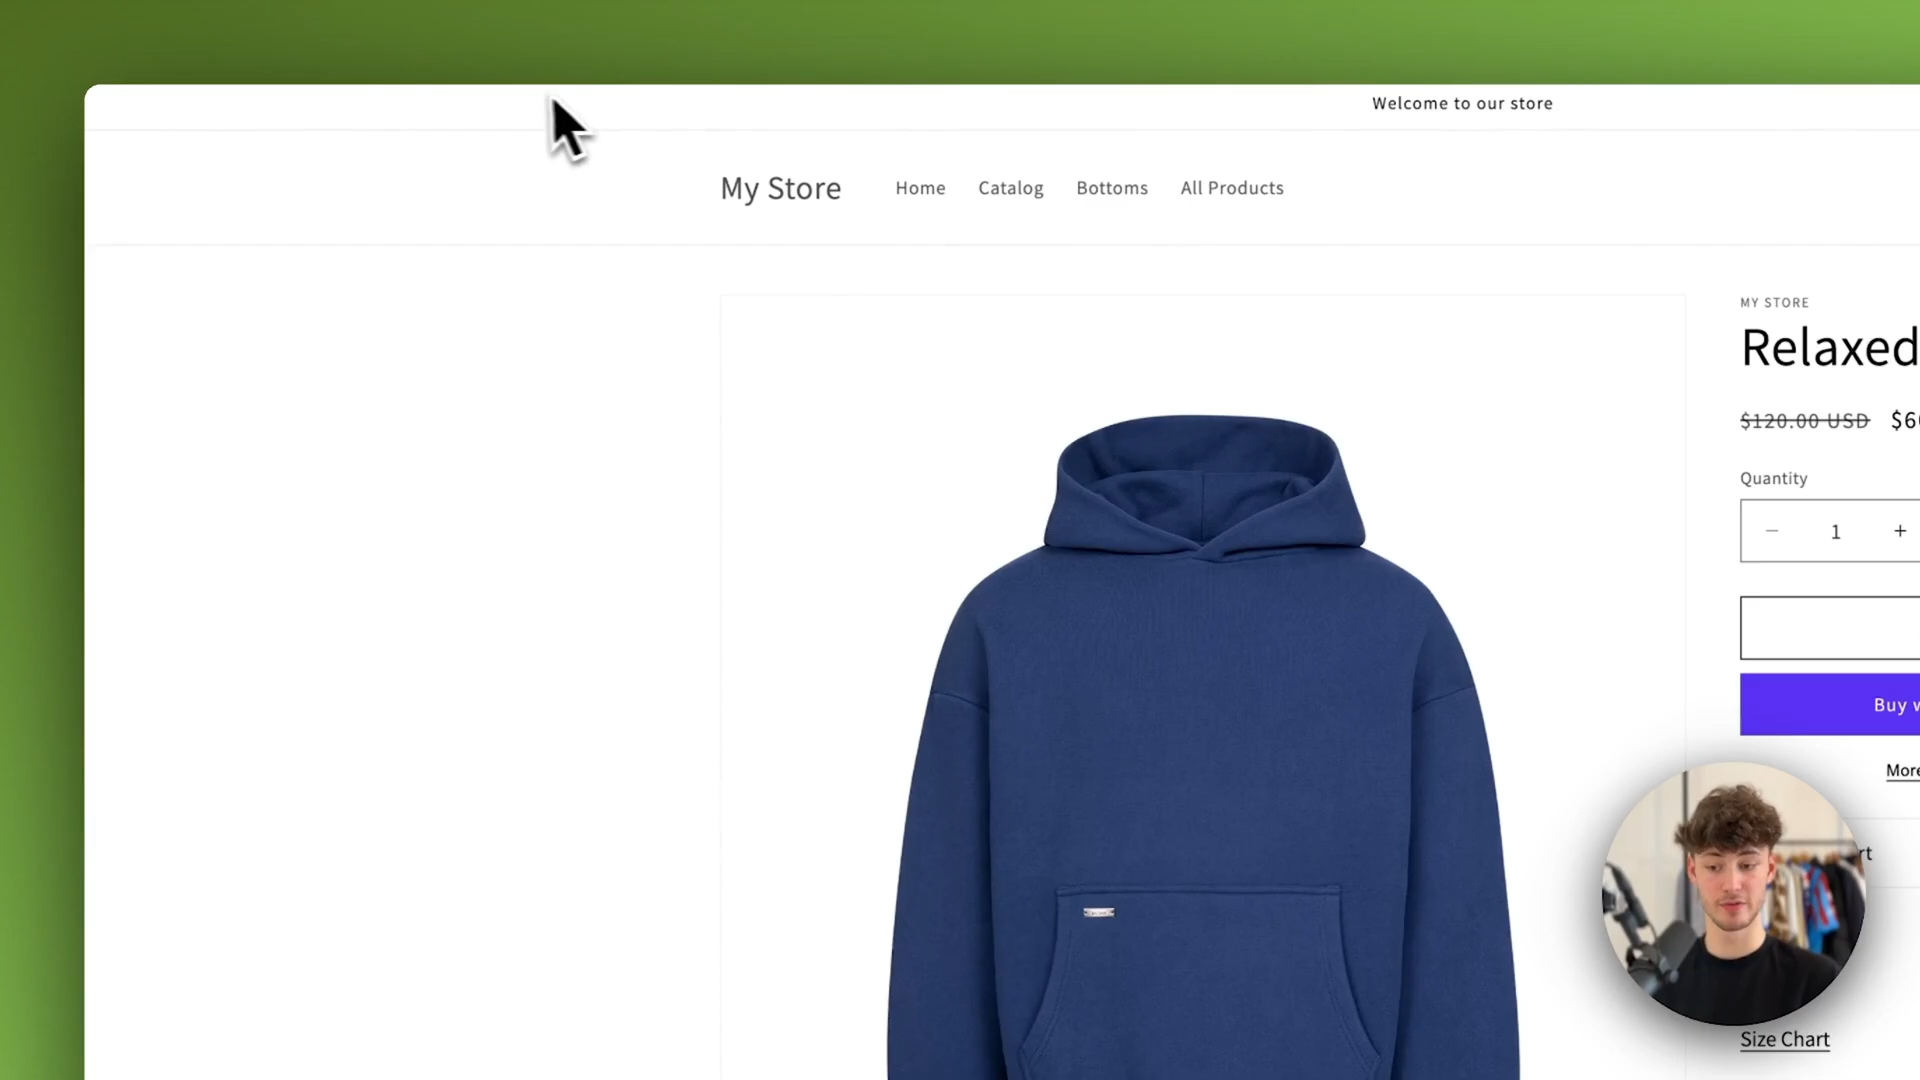 Welcome to our store
My Store
Home
Catalog
Bottoms
All Products
MY STORE
Relaxed
$120.00 USD
Quantity
− 1 +
Buy
More
Size Chart